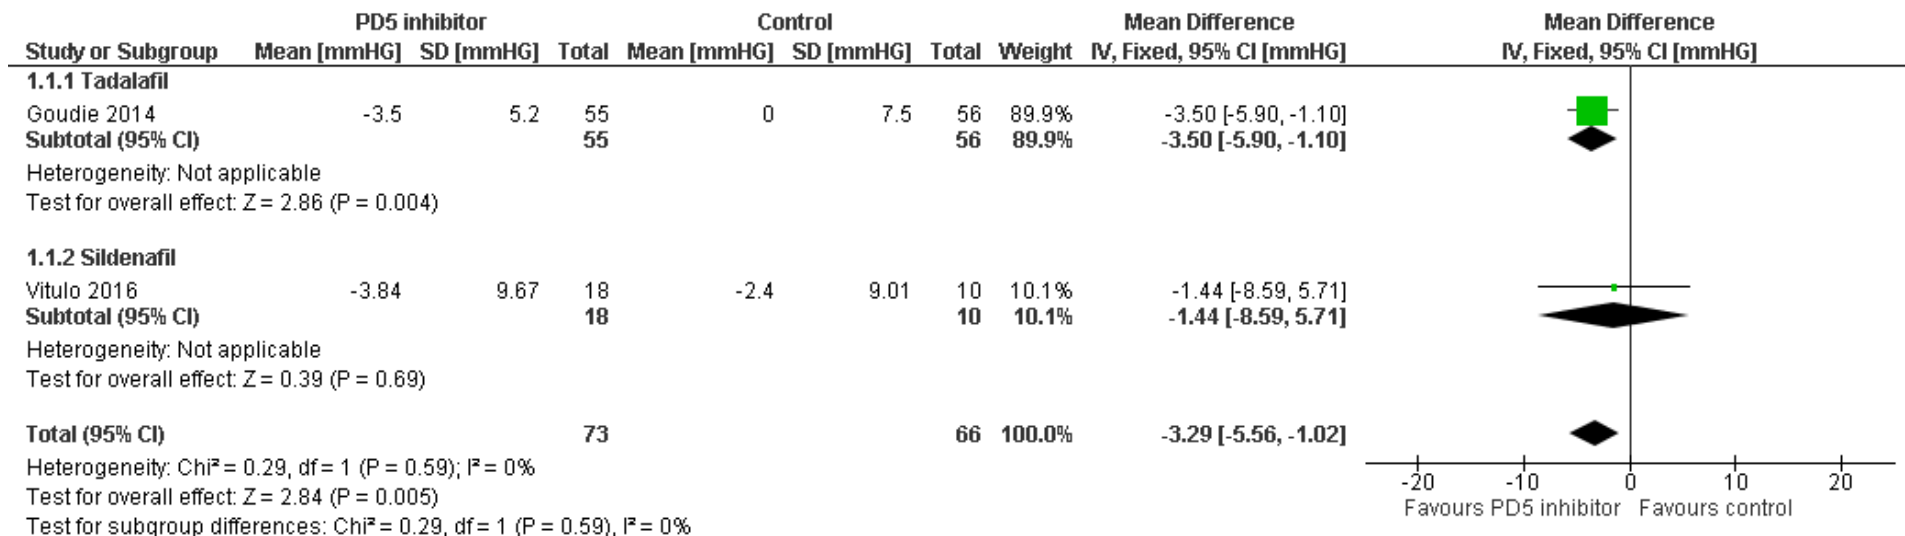 PD5 inhibitor Control Mean Difference Mean Difference
Study or Subgroup Mean [mmHG] SD [mmHG] Total Mean [mmHG] SD [mmHG] Total Weight IV, Fixed, 95% CI [mmHG] IV, Fixed, 95% CI [mmHG]
1.1.1 Tadalafil
Goudie 2014 -3.5 5.2 55 0 7.5 56 89.9% -3.50 [-5.90, -1.10]
Subtotal (95% CI) 55 56 89.9% -3.50 [-5.90, -1.10]
Heterogeneity: Not applicable
Test for overall effect: Z = 2.86 (P = 0.004)
1.1.2 Sildenafil
Vitulo 2016 -3.84 9.67 18 -2.4 9.01 10 10.1% -1.44 [-8.59, 5.71]
Subtotal (95% CI) 18 10 10.1% -1.44 [-8.59, 5.71]
Heterogeneity: Not applicable
Test for overall effect: Z = 0.39 (P = 0.69)
Total (95% CI) 73 66 100.0% -3.29 [-5.56, -1.02]
Heterogeneity: Chi² = 0.29, df = 1 (P = 0.59); I² = 0%
Test for overall effect: Z = 2.84 (P = 0.005)
Test for subgroup differences: Chi² = 0.29, df = 1 (P = 0.59), I² = 0%
-20 -10 0 10 20
Favours PD5 inhibitor Favours control